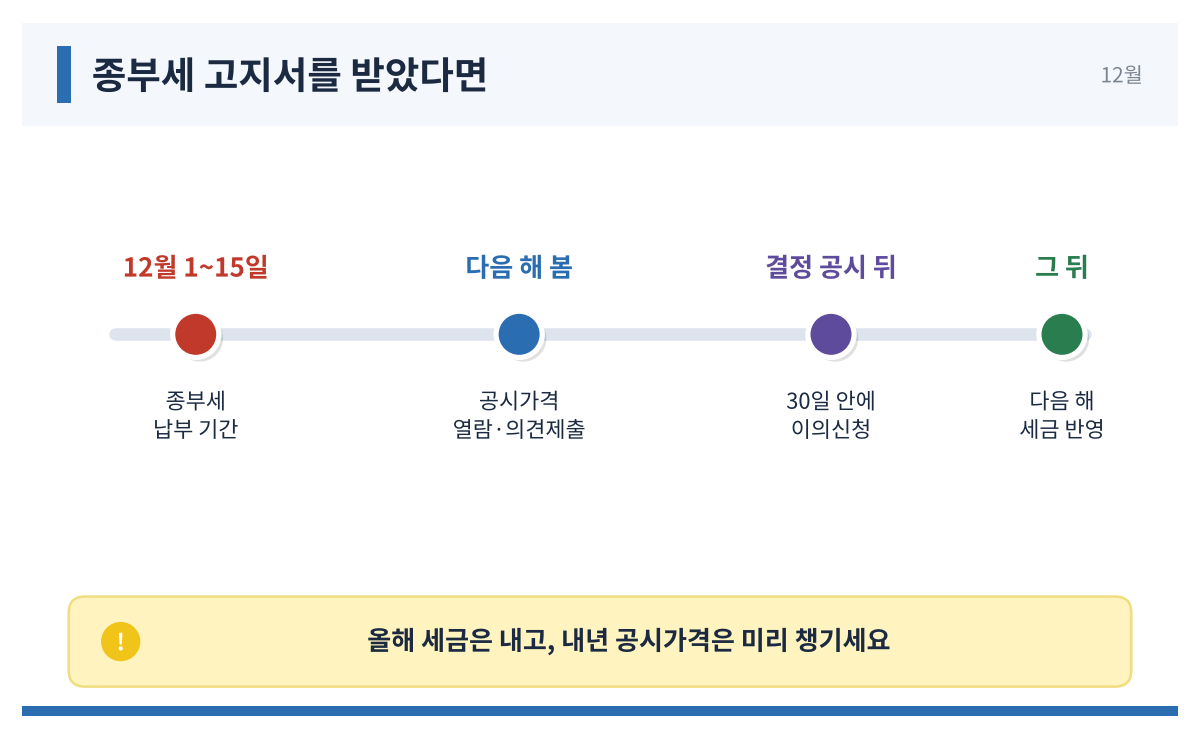 종부세 고지서를 받았다면
12월
12월 1~15일
다음 해 봄
결정 공시 뒤
그 뒤
종부세
납부 기간
공시가격
열람·의견제출
30일 안에
이의신청
다음 해
세금 반영
!
올해 세금은 내고, 내년 공시가격은 미리 챙기세요